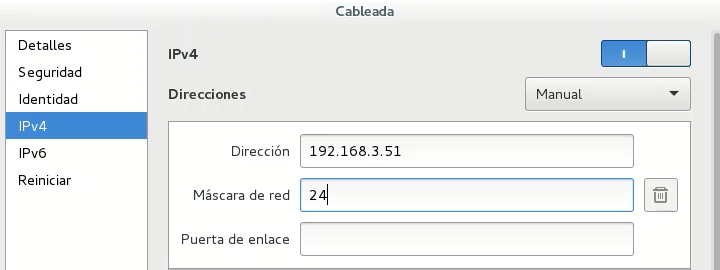 Cableada
Detalles
Seguridad
Identidad
IPv4
IPv6
Reiniciar
IPv4
Direcciones
Manual
Dirección
192.168.3.51
Máscara de red
24
Puerta de enlace